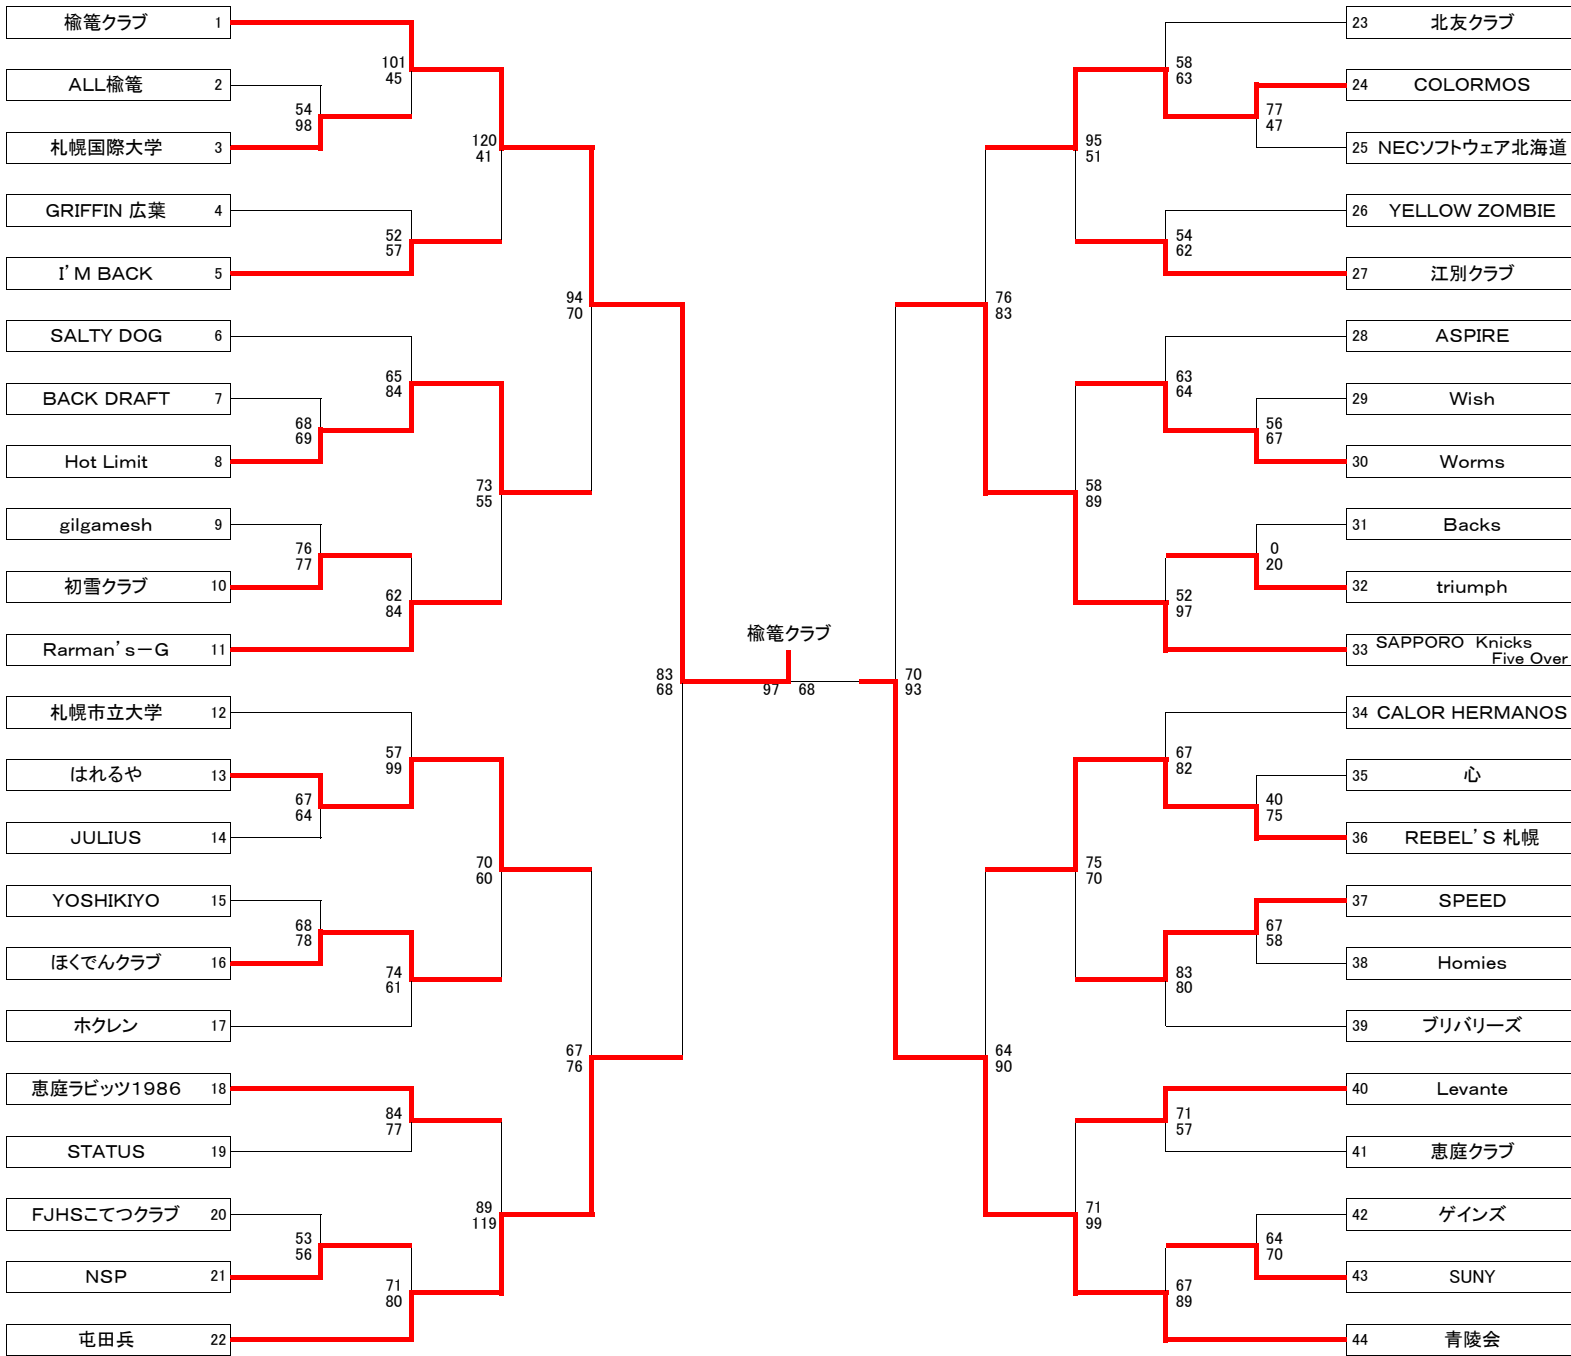 楡篭クラブ 1
ALL楡篭 2
札幌国際大学 3
GRIFFIN 広葉 4
I'M BACK 5
SALTY DOG 6
BACK DRAFT 7
Hot Limit 8
gilgamesh 9
初雪クラブ 10
Rarman's－G 11
札幌市立大学 12
はれるや 13
JULIUS 14
YOSHIKIYO 15
ほくでんクラブ 16
ホクレン 17
恵庭ラビッツ1986 18
STATUS 19
FJHSこてつクラブ 20
NSP 21
屯田兵 22
54
98
68
69
76
77
67
64
68
78
53
56
101
45
52
57
65
84
62
84
57
99
74
61
84
77
71
80
120
41
73
55
70
60
89
119
94
70
67
76
83
68
楡篭クラブ
97 68
70
93
76
83
64
90
95
51
58
89
75
70
71
99
58
63
54
62
63
64
52
97
67
82
83
80
71
57
67
89
77
47
56
67
0
20
40
75
67
58
64
70
23 北友クラブ
24 COLORMOS
25 NECソフトウェア北海道
26 YELLOW ZOMBIE
27 江別クラブ
28 ASPIRE
29 Wish
30 Worms
31 Backs
32 triumph
33 SAPPORO Knicks
Five Over
34 CALOR HERMANOS
35 心
36 REBEL'S 札幌
37 SPEED
38 Homies
39 ブリバリーズ
40 Levante
41 恵庭クラブ
42 ゲインズ
43 SUNY
44 青陵会